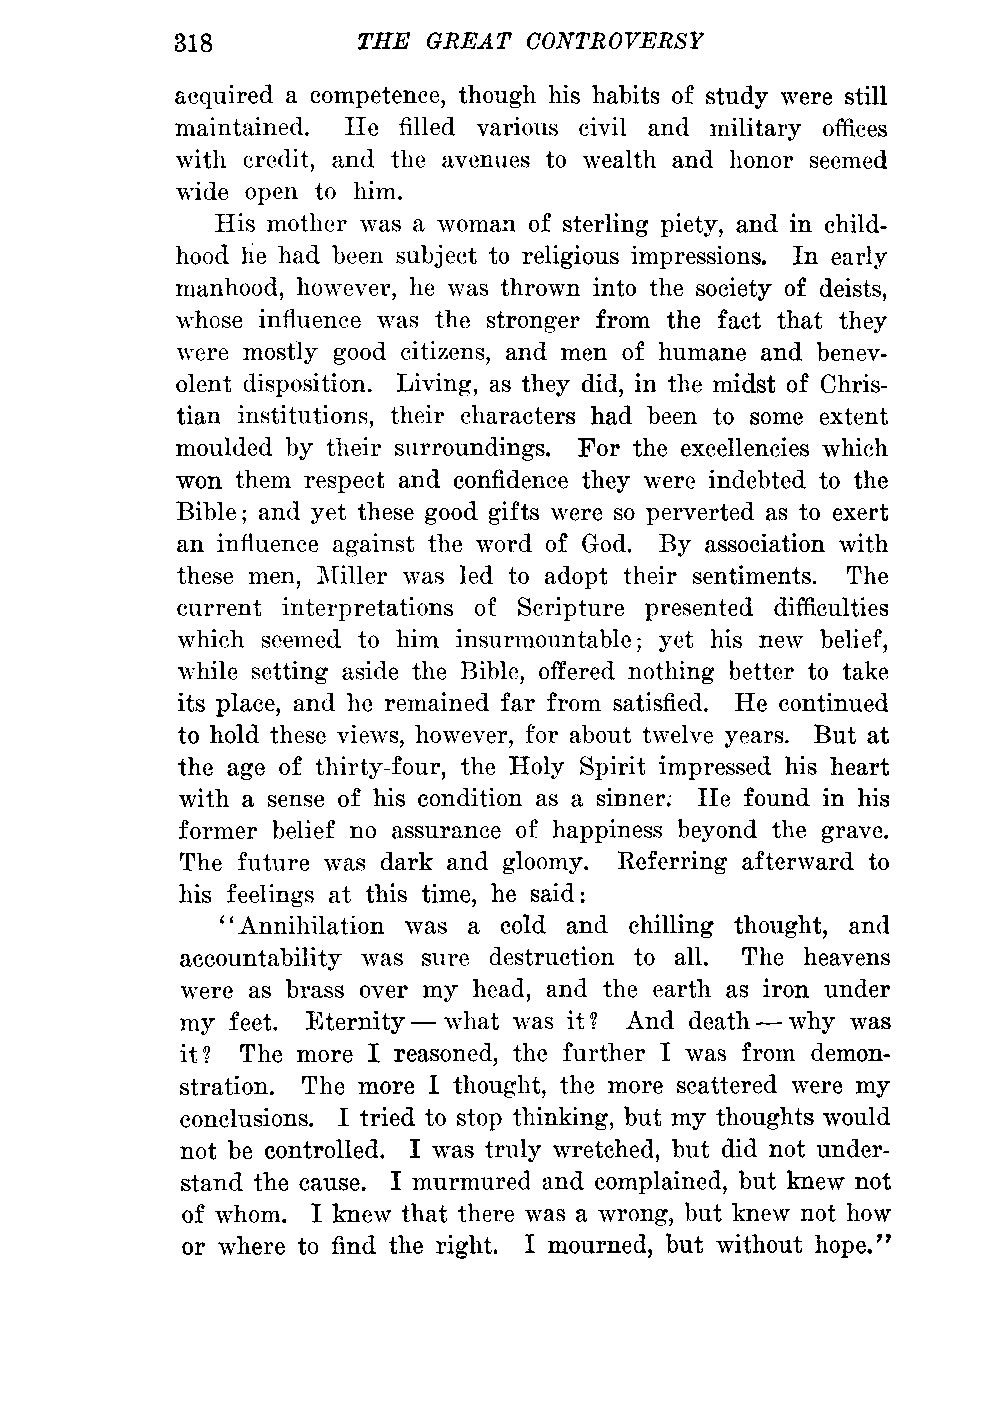 318 THE GREAT CONTROVERSY
acquired a competence, though his habits of study were still
maintained. He filled various civil and military offices
with credit, and the avenues to wealth and honor seemed
wide open to him.
His mother was a woman of sterling piety, and in child-
hood he had been subject to religious impressions. In early
manhood, however, he was thrown into the society of deists,
whose influence was the stronger from the fact that they
were mostly good citizens, and men of humane and benev-
olent disposition. Living, as they did, in the midst of Chris-
tian institutions, their characters had been to some extent
moulded by their surroundings. For the excellencies which
won them respect and confidence they were indebted to the
Bible; and yet these good gifts were so perverted as to exert
an influence against the word of God. By association with
these men, Miller was led to adopt their sentiments. The
current interpretations of Scripture presented difficulties
which seemed to him insurmountable; yet his new belief,
while setting aside the Bible, offered nothing better to take
its place, and he remained far from satisfied. He continued
to hold these views, however, for about twelve years. But at
the age of thirty-four, the Holy Spirit impressed his heart
with a sense of his condition as a sinner. He found in his
former belief no assurance of happiness beyond the grave.
The future was dark and gloomy. Referring afterward to
his feelings at this time, he said:
"Annihilation was a cold and chilling thought, and
accountability was sure destruction to all. The heavens
were as brass over my head, and the earth as iron under
my feet. Eternity — what was it? And death — why was
it? The more I reasoned, the further I was from demon-
stration. The more I thought, the more scattered were my
conclusions. I tried to stop thinking, but my thoughts would
not be controlled. I was truly wretched, but did not under-
stand the cause. I murmured and complained, but knew not
of whom. I knew that there was a wrong, but knew not how
or where to find the right. I mourned, but without hope."